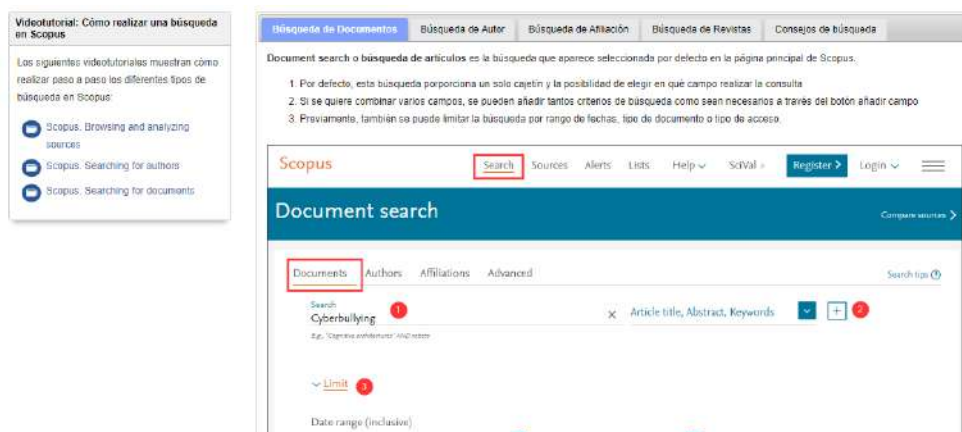 Videotutorial: Cómo realizar una búsqueda
en Scopus
Los siguientes videotutoriales muestran cómo
realizar paso a paso los diferentes tipos de
búsqueda en Scopus:
Scopus. Browsing and analyzing
sources
Scopus. Searching for authors
Scopus. Searching for documents
Búsqueda de Documentos
Búsqueda de Autor
Búsqueda de Afiliación
Búsqueda de Revistas
Consejos de búsqueda
Document search o búsqueda de artículos es la búsqueda que aparece seleccionada por defecto en la página principal de Scopus.
1. Por defecto, esta búsqueda porporciona un solo cajetín y la posibilidad de elegir en qué campo realizar la consulta
2. Si se quiere combinar varios campos, se pueden añadir tantos criterios de búsqueda como sean necesarios a través del botón añadir campo
3. Previamente, también se puede limitar la búsqueda por rango de fechas, tipo de documento o tipo de acceso.
Scopus
Search Sources Alerts Lists Help SciVal Register Login
Document search
Compare sources
Documents Authors Affiliations Advanced
Search tips
Search
Cyberbullying 1 Article title, Abstract, Keywords 2
E.g., "Cognitive architectures" AND robots
Limit 3
Date range (inclusive)